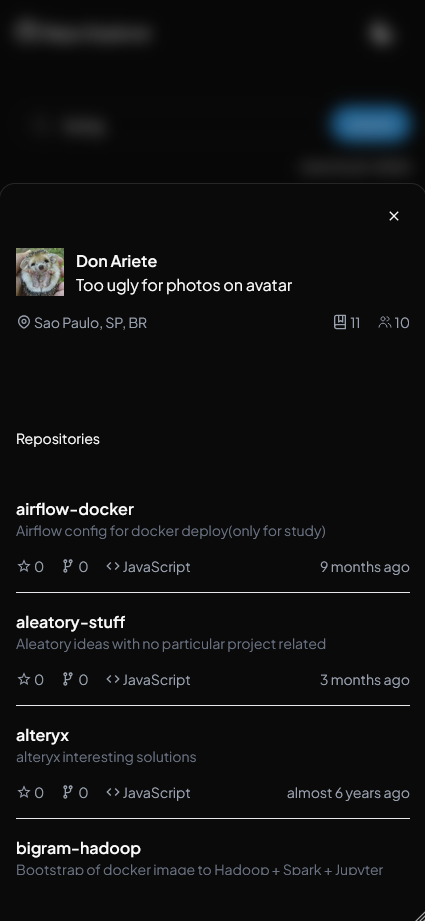 Don Ariete
Too ugly for photos on avatar
Sao Paulo, SP, BR 11 10
Repositories
airflow-docker
Airflow config for docker deploy(only for study)
0 0 JavaScript 9 months ago
aleatory-stuff
Aleatory ideas with no particular project related
0 0 JavaScript 3 months ago
alteryx
alteryx interesting solutions
0 0 JavaScript almost 6 years ago
bigram-hadoop
Bootstrap of docker image to Hadoop + Spark + Jupyter